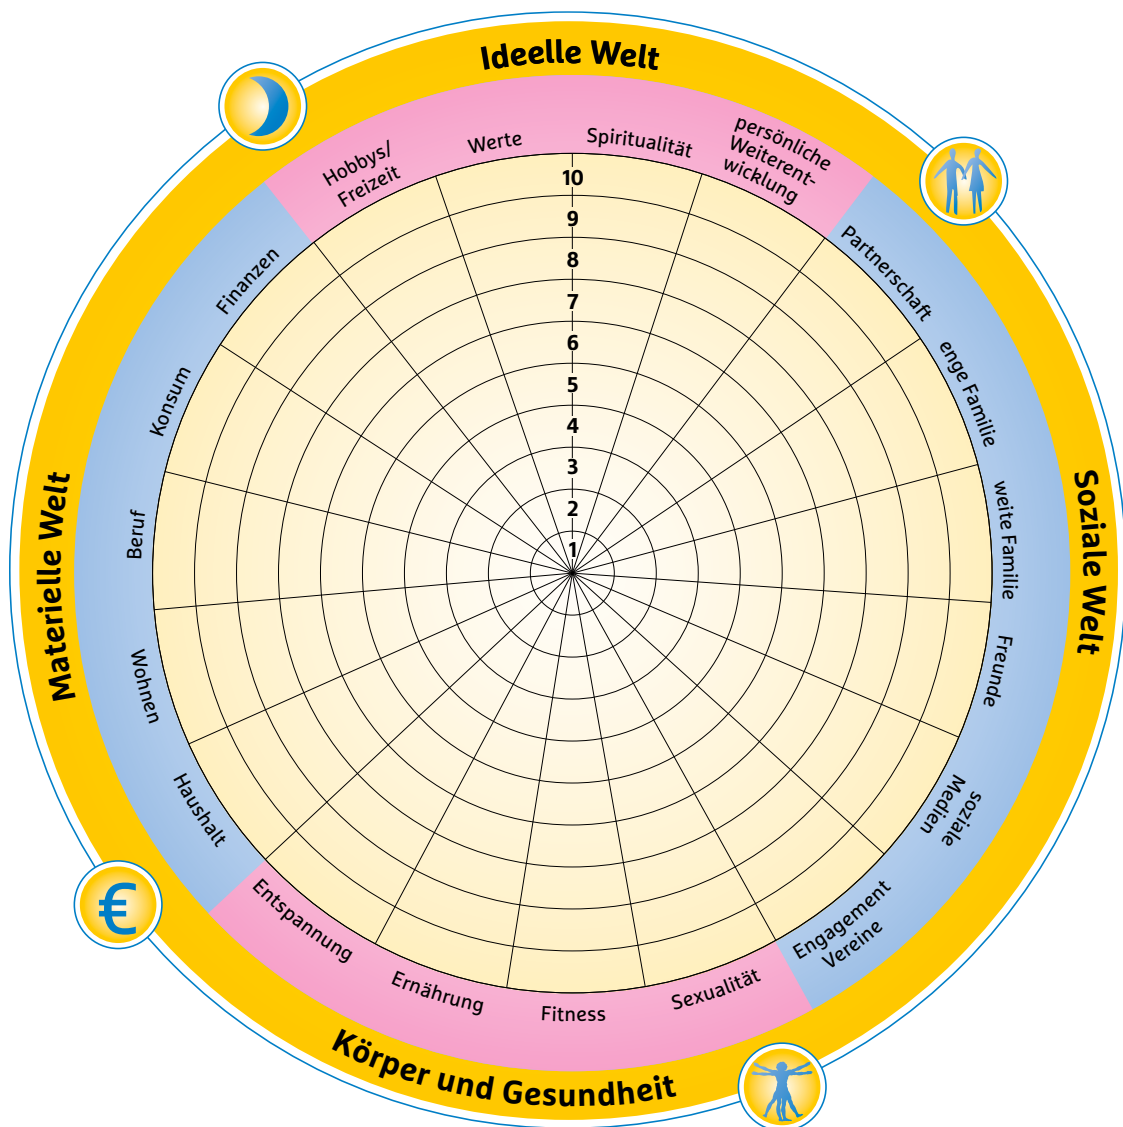 Ideelle Welt
Hobbys/
Freizeit
Werte
Spiritualität
persönliche
Weiterent-
wicklung
Partnerschaft
enge Familie
weite Familie
Freunde
soziale
Medien
Engagement
Vereine
Soziale Welt
Sexualität
Fitness
Ernährung
Entspannung
Körper und Gesundheit
Haushalt
Wohnen
Beruf
Konsum
Finanzen
Materielle Welt
10
9
8
7
6
5
4
3
2
1
€